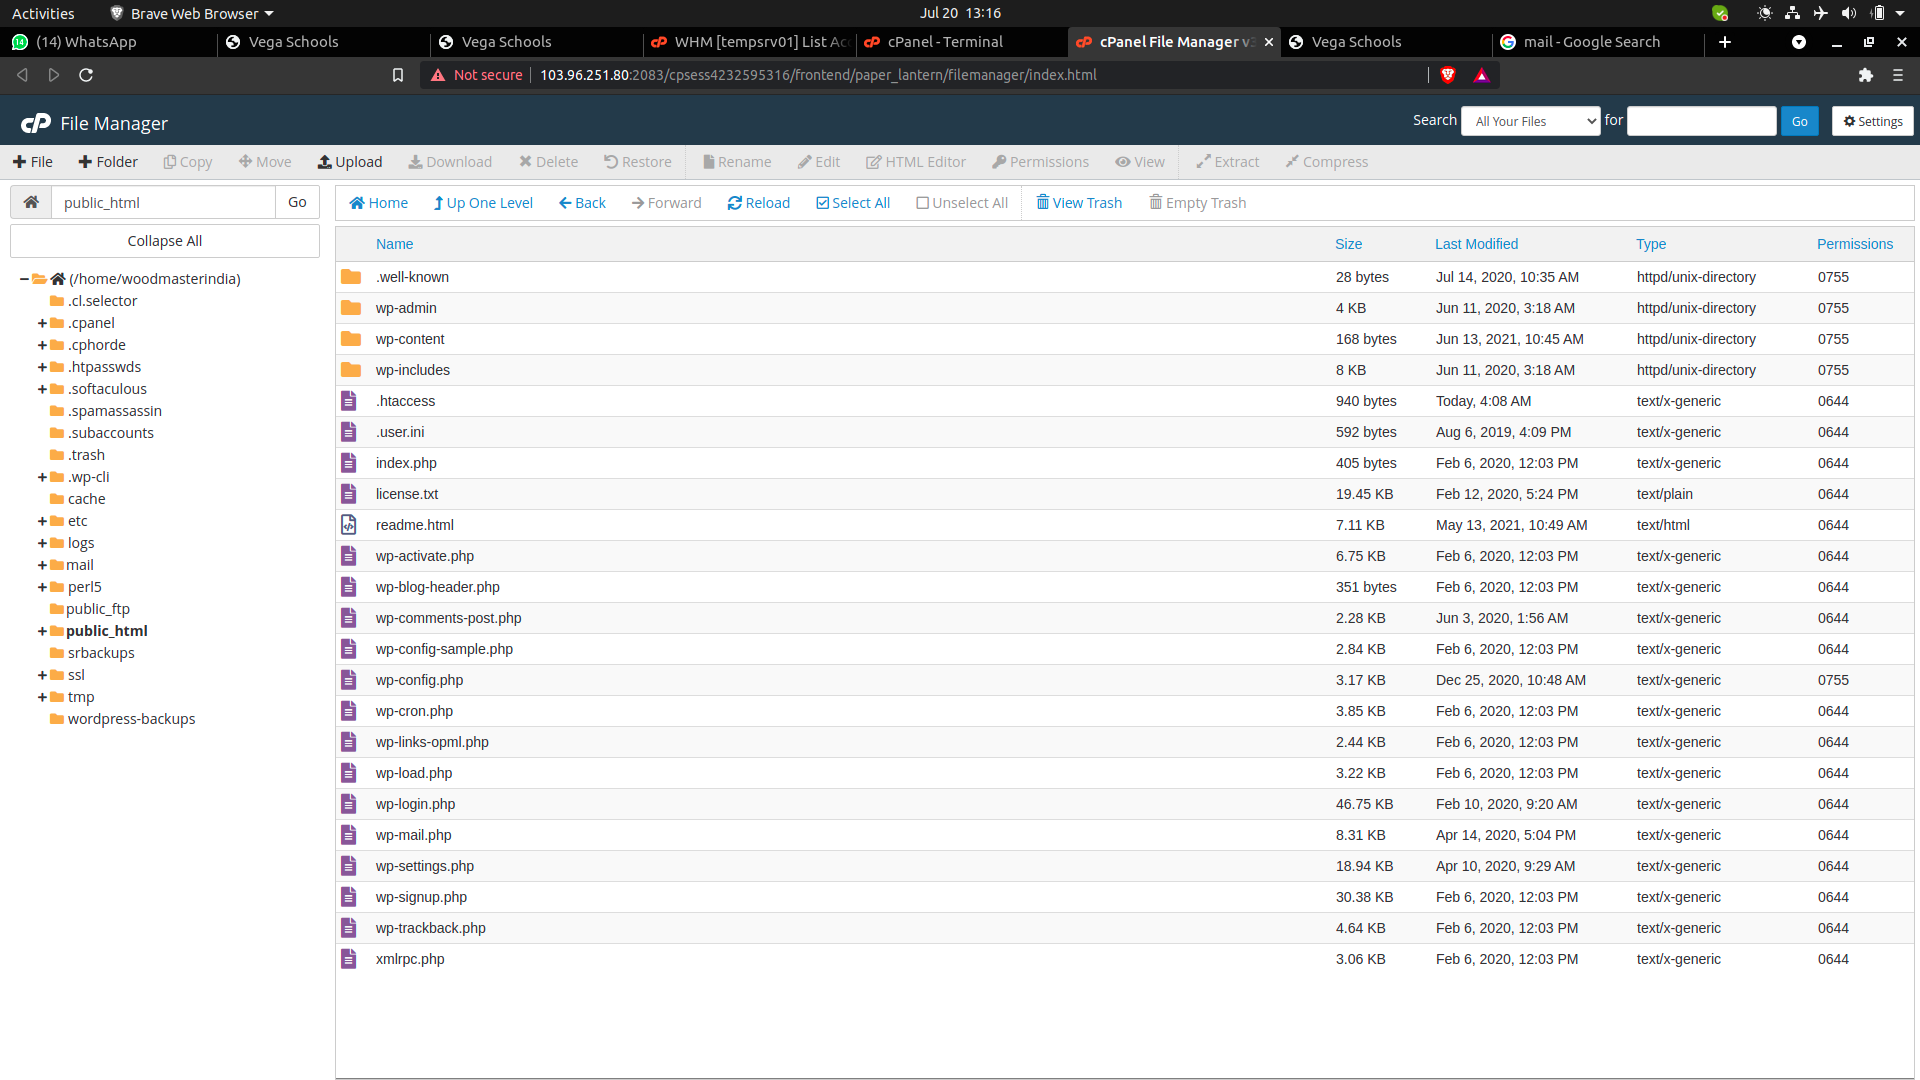 Activities Brave Web Browser Jul 20 13:16
(14) WhatsApp Vega Schools Vega Schools WHM [tempsrv01] List Acc cPanel - Terminal cPanel File Manager v3 Vega Schools mail - Google Search
Not secure 103.96.251.80:2083/cpsess4232595316/frontend/paper_lantern/filemanager/index.html
cP File Manager Search All Your Files for Go Settings
File Folder Copy Move Upload Download Delete Restore Rename Edit HTML Editor Permissions View Extract Compress
public_html Go Home Up One Level Back Forward Reload Select All Unselect All View Trash Empty Trash
Collapse All
(/home/woodmasterindia)
.cl.selector
.cpanel
.cphorde
.htpasswds
.softaculous
.spamassassin
.subaccounts
.trash
.wp-cli
cache
etc
logs
mail
perl5
public_ftp
public_html
srbackups
ssl
tmp
wordpress-backups
Name Size Last Modified Type Permissions
.well-known 28 bytes Jul 14, 2020, 10:35 AM httpd/unix-directory 0755
wp-admin 4 KB Jun 11, 2020, 3:18 AM httpd/unix-directory 0755
wp-content 168 bytes Jun 13, 2021, 10:45 AM httpd/unix-directory 0755
wp-includes 8 KB Jun 11, 2020, 3:18 AM httpd/unix-directory 0755
.htaccess 940 bytes Today, 4:08 AM text/x-generic 0644
.user.ini 592 bytes Aug 6, 2019, 4:09 PM text/x-generic 0644
index.php 405 bytes Feb 6, 2020, 12:03 PM text/x-generic 0644
license.txt 19.45 KB Feb 12, 2020, 5:24 PM text/plain 0644
readme.html 7.11 KB May 13, 2021, 10:49 AM text/html 0644
wp-activate.php 6.75 KB Feb 6, 2020, 12:03 PM text/x-generic 0644
wp-blog-header.php 351 bytes Feb 6, 2020, 12:03 PM text/x-generic 0644
wp-comments-post.php 2.28 KB Jun 3, 2020, 1:56 AM text/x-generic 0644
wp-config-sample.php 2.84 KB Feb 6, 2020, 12:03 PM text/x-generic 0644
wp-config.php 3.17 KB Dec 25, 2020, 10:48 AM text/x-generic 0755
wp-cron.php 3.85 KB Feb 6, 2020, 12:03 PM text/x-generic 0644
wp-links-opml.php 2.44 KB Feb 6, 2020, 12:03 PM text/x-generic 0644
wp-load.php 3.22 KB Feb 6, 2020, 12:03 PM text/x-generic 0644
wp-login.php 46.75 KB Feb 10, 2020, 9:20 AM text/x-generic 0644
wp-mail.php 8.31 KB Apr 14, 2020, 5:04 PM text/x-generic 0644
wp-settings.php 18.94 KB Apr 10, 2020, 9:29 AM text/x-generic 0644
wp-signup.php 30.38 KB Feb 6, 2020, 12:03 PM text/x-generic 0644
wp-trackback.php 4.64 KB Feb 6, 2020, 12:03 PM text/x-generic 0644
xmlrpc.php 3.06 KB Feb 6, 2020, 12:03 PM text/x-generic 0644